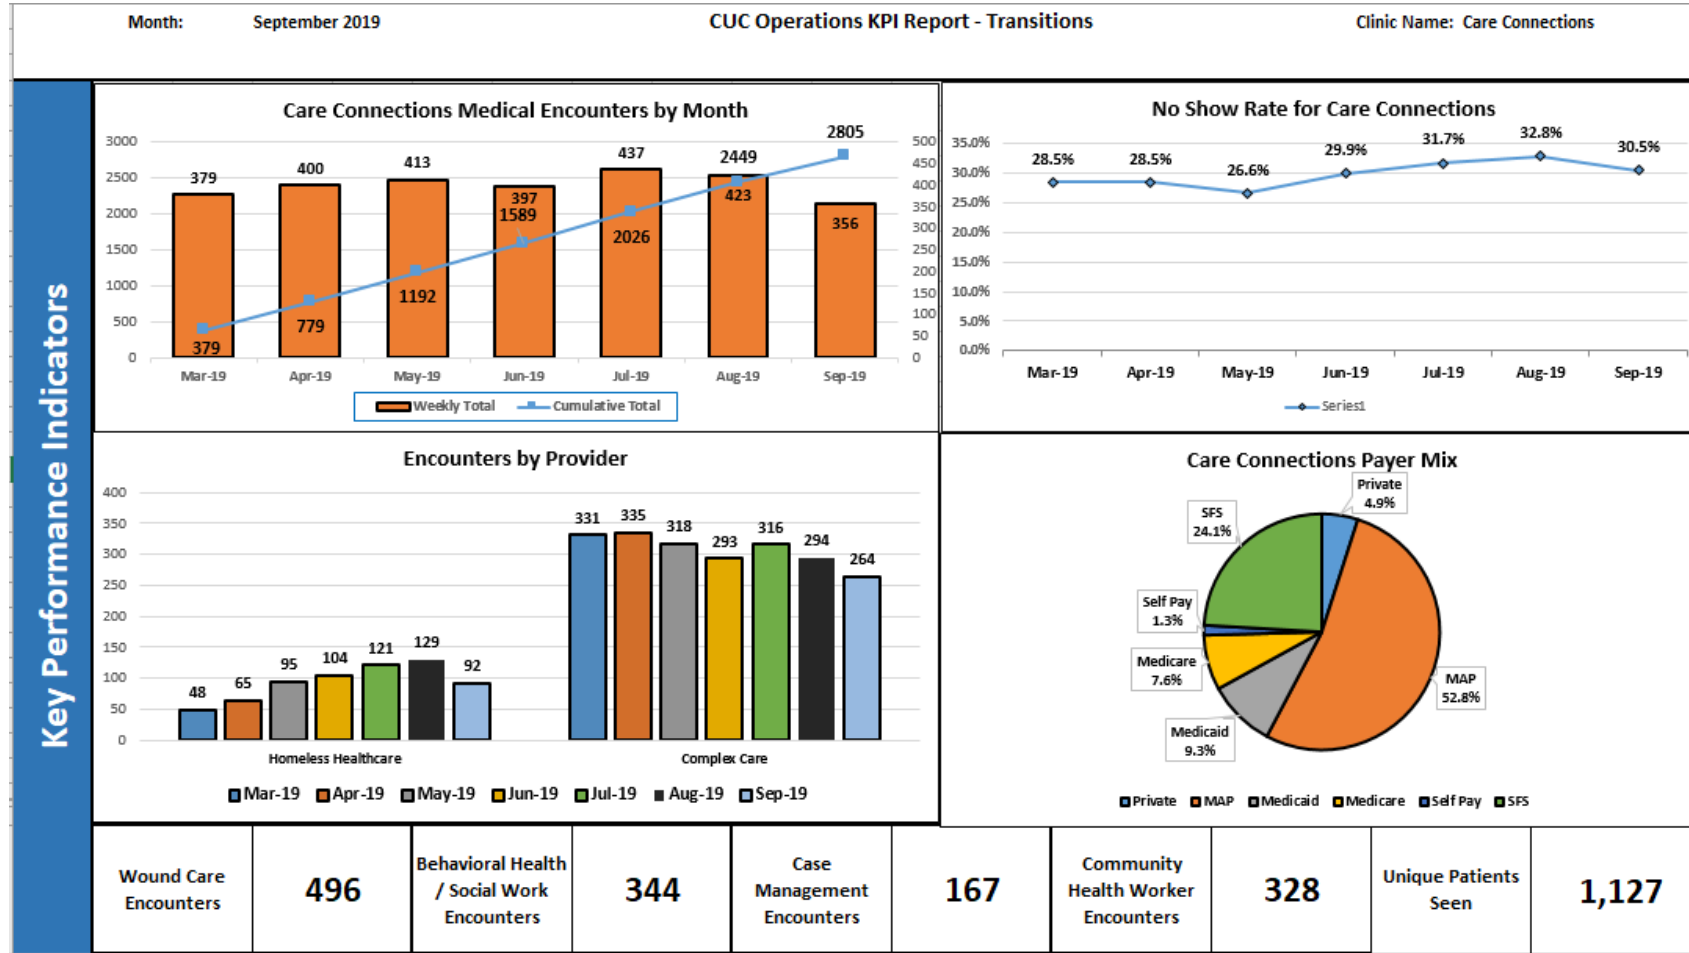 Month: September 2019 CUC Operations KPI Report - Transitions Clinic Name: Care Connections
Key Performance Indicators
Care Connections Medical Encounters by Month
3000
2500
2000
1500
1000
500
0
500
450
400
350
300
250
200
150
100
50
0
379
400
413
397
437
423
356
379
779
1192
1589
2026
2449
2805
Mar-19 Apr-19 May-19 Jun-19 Jul-19 Aug-19 Sep-19
Weekly Total Cumulative Total
No Show Rate for Care Connections
35.0%
30.0%
25.0%
20.0%
15.0%
10.0%
5.0%
0.0%
28.5% 28.5% 26.6% 29.9% 31.7% 32.8% 30.5%
Mar-19 Apr-19 May-19 Jun-19 Jul-19 Aug-19 Sep-19
Series1
Encounters by Provider
400
350
300
250
200
150
100
50
0
48 65 95 104 121 129 92
331 335 318 293 316 294 264
Homeless Healthcare Complex Care
Mar-19 Apr-19 May-19 Jun-19 Jul-19 Aug-19 Sep-19
Care Connections Payer Mix
Private
4.9%
SFS
24.1%
Self Pay
1.3%
Medicare
7.6%
Medicaid
9.3%
MAP
52.8%
Private MAP Medicaid Medicare Self Pay SFS
Wound Care
Encounters
496
Behavioral Health
/ Social Work
Encounters
344
Case
Management
Encounters
167
Community
Health Worker
Encounters
328
Unique Patients
Seen
1,127